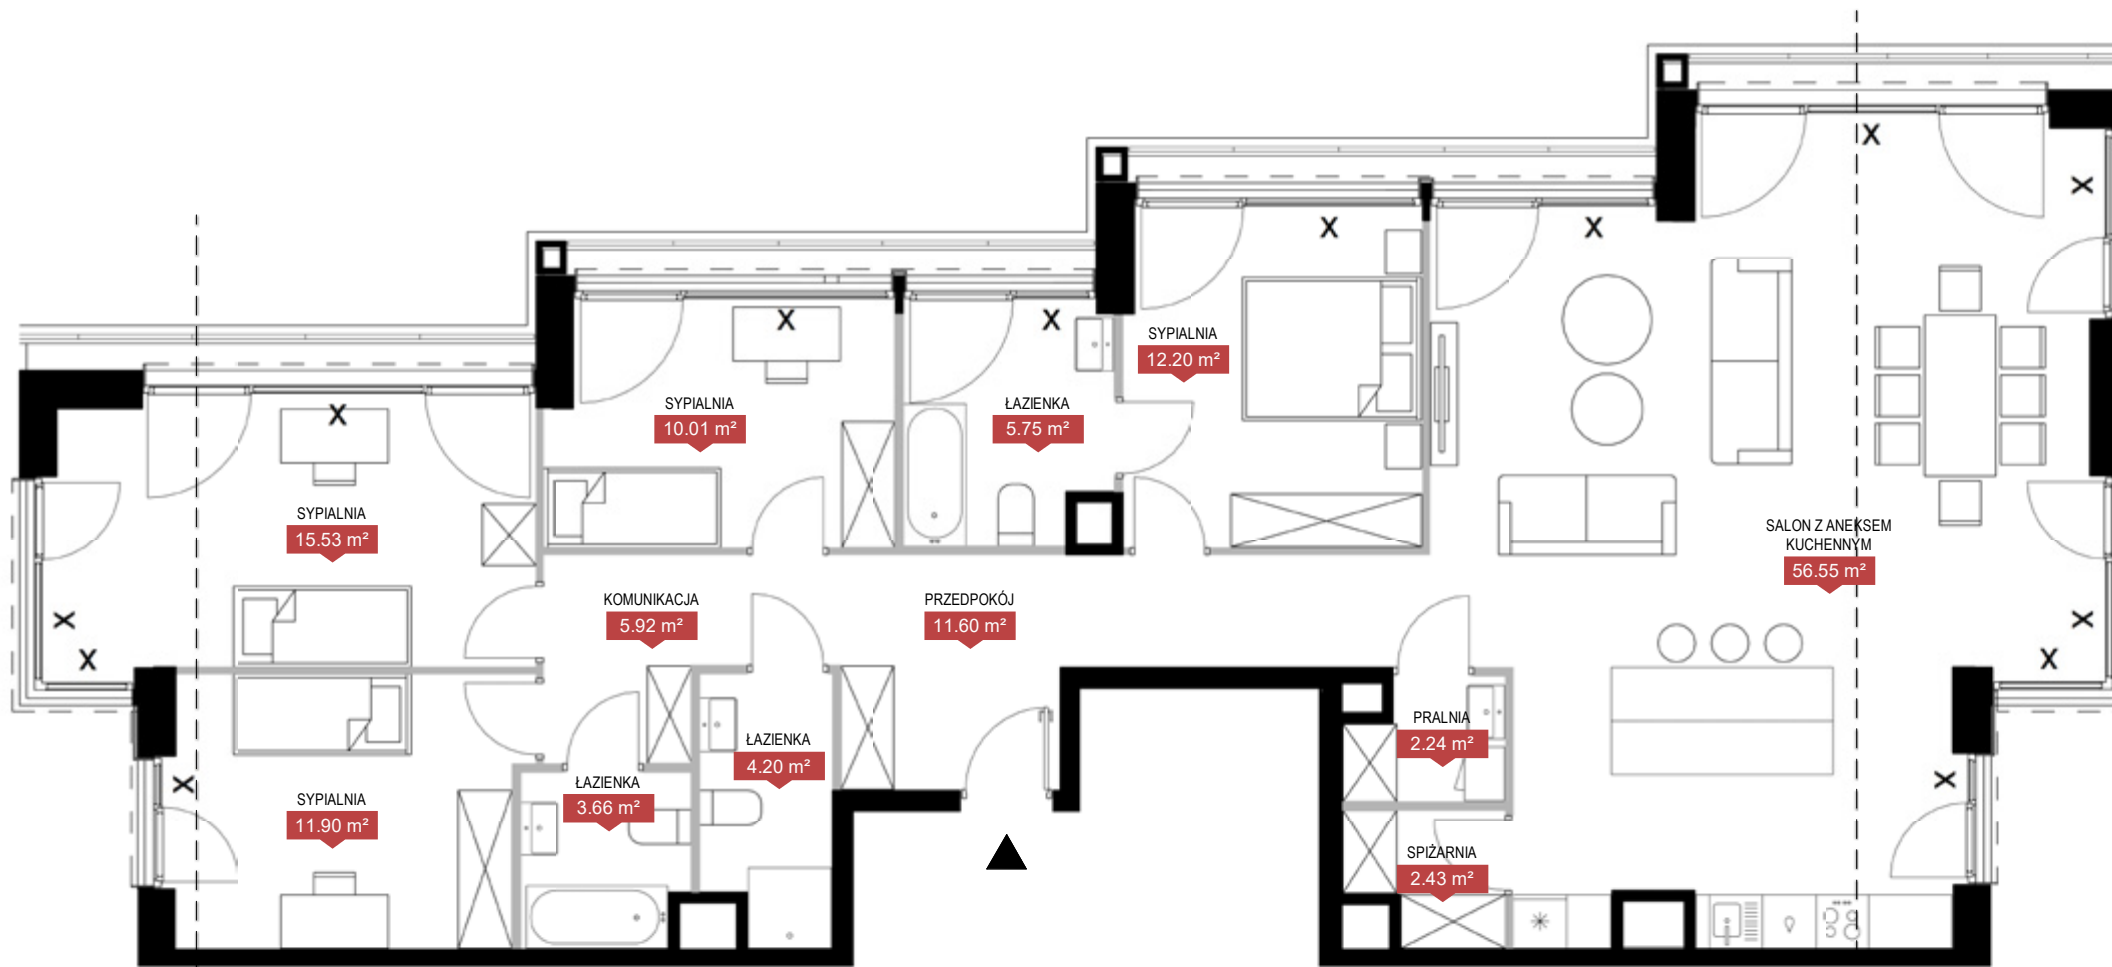 SYPIALNIA
12.20 m²
SYPIALNIA
10.01 m²
ŁAZIENKA
5.75 m²
SYPIALNIA
15.53 m²
SALON Z ANEKSEM
KUCHENNYM
56.55 m²
KOMUNIKACJA
5.92 m²
PRZEDPOKÓJ
11.60 m²
PRALNIA
2.24 m²
ŁAZIENKA
4.20 m²
ŁAZIENKA
3.66 m²
SYPIALNIA
11.90 m²
SPIŻARNIA
2.43 m²
X
X
X
X
X
X
X
X
X
X
X
X
X